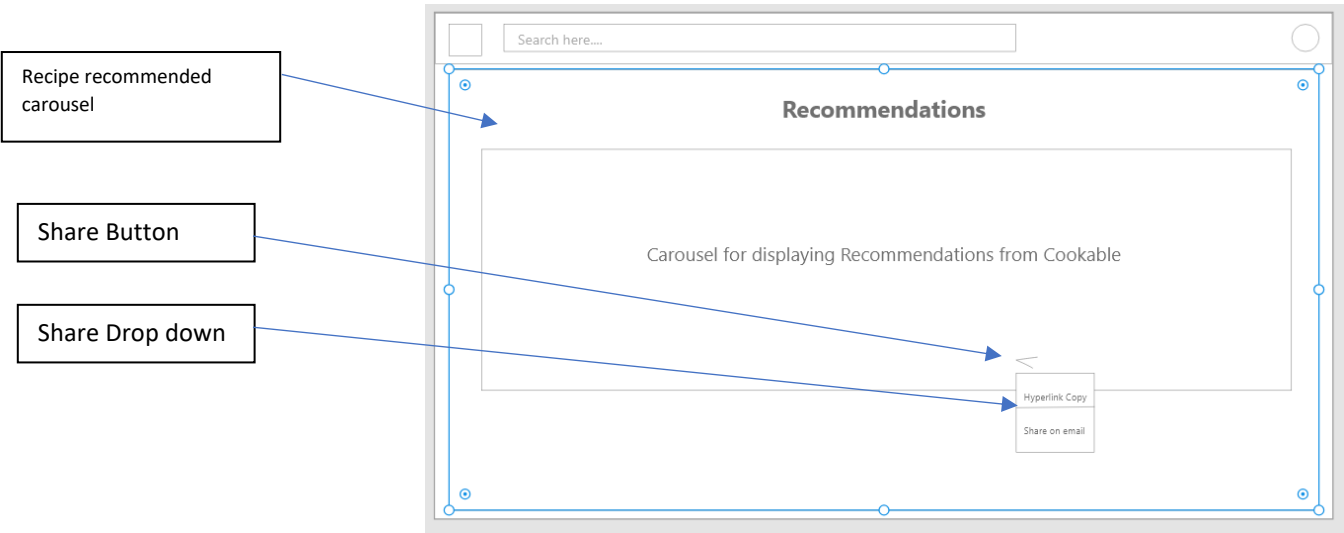 Search here....
Recipe recommended
carousel
Recommendations
Share Button
Carousel for displaying Recommendations from Cookable
Share Drop down
Hyperlink Copy
Share on email